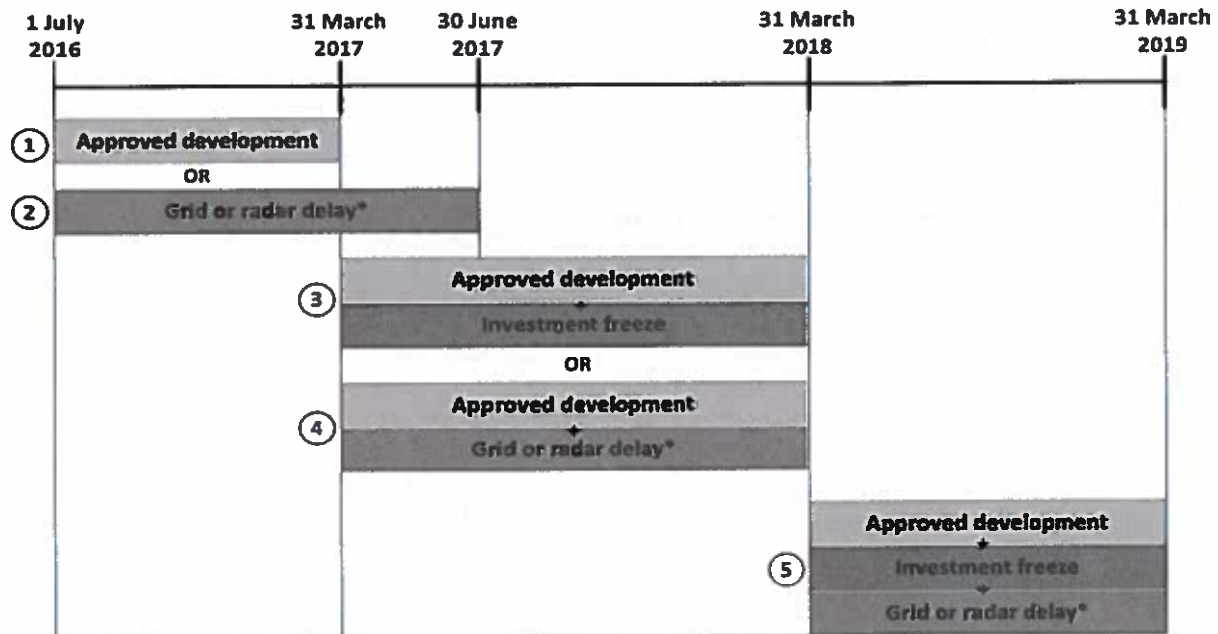 1 July 2016
31 March 2017
30 June 2017
31 March 2018
31 March 2019
1
Approved development
OR
2
Grid or radar delay*
3
Approved development
+
Investment freeze
OR
4
Approved development
+
Grid or radar delay*
5
Approved development
+
Investment freeze
+
Grid or radar delay*